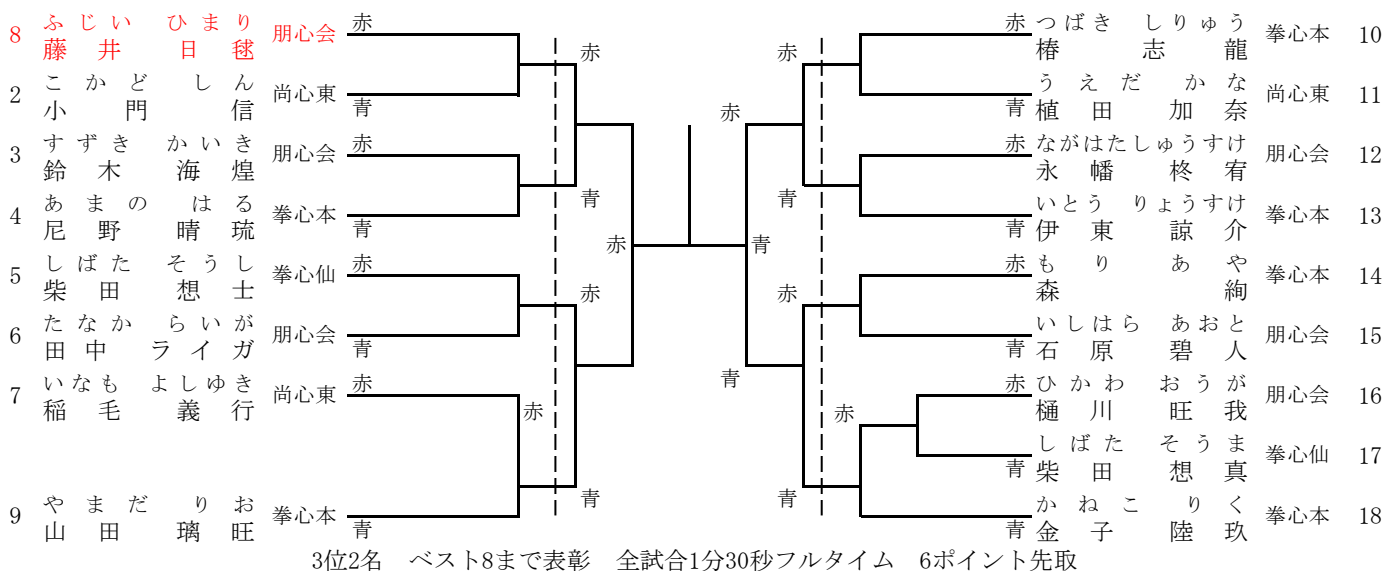 8 ふじい ひまり 朋心会 赤
藤井 日毬
2 こかど しん 尚心東 青
小門 信
3 すずき かいき 朋心会 赤
鈴木 海煌
4 あまの はる 拳心本 青
尼野 晴琉
5 しばた そうし 拳心仙 赤
柴田 想士
6 たなか らいが 朋心会 青
田中 ライガ
7 いなも よしゆき 尚心東 赤
稲毛 義行
9 やまだ りお 拳心本 青
山田 璃旺
赤
青
赤
赤
赤
青
赤
青
赤
青
赤
青
赤
青
赤 つばき しりゅう 拳心本 10
椿 志龍
うえだ かな 尚心東 11
青 植田 加奈
赤 ながはたしゅうすけ 朋心会 12
永幡 柊宥
いとう りょうすけ 拳心本 13
青 伊東 諒介
赤 もり あや 拳心本 14
森 絢
いしはら あおと 朋心会 15
青 石原 碧人
赤 ひかわ おうが 朋心会 16
樋川 旺我
しばた そうま 拳心仙 17
青 柴田 想真
かねこ りく 拳心本 18
青 金子 陸玖
3位2名 ベスト8まで表彰 全試合1分30秒フルタイム 6ポイント先取